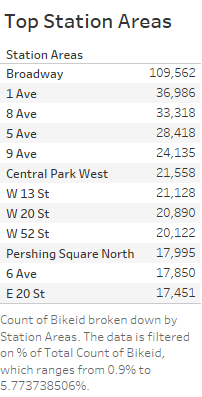 Top Station Areas
Station Areas
Broadway 109,562
1 Ave 36,986
8 Ave 33,318
5 Ave 28,418
9 Ave 24,135
Central Park West 21,558
W 13 St 21,128
W 20 St 20,890
W 52 St 20,122
Pershing Square North 17,995
6 Ave 17,850
E 20 St 17,451
Count of Bikeid broken down by
Station Areas. The data is filtered
on % of Total Count of Bikeid,
which ranges from 0.9% to
5.773738506%.